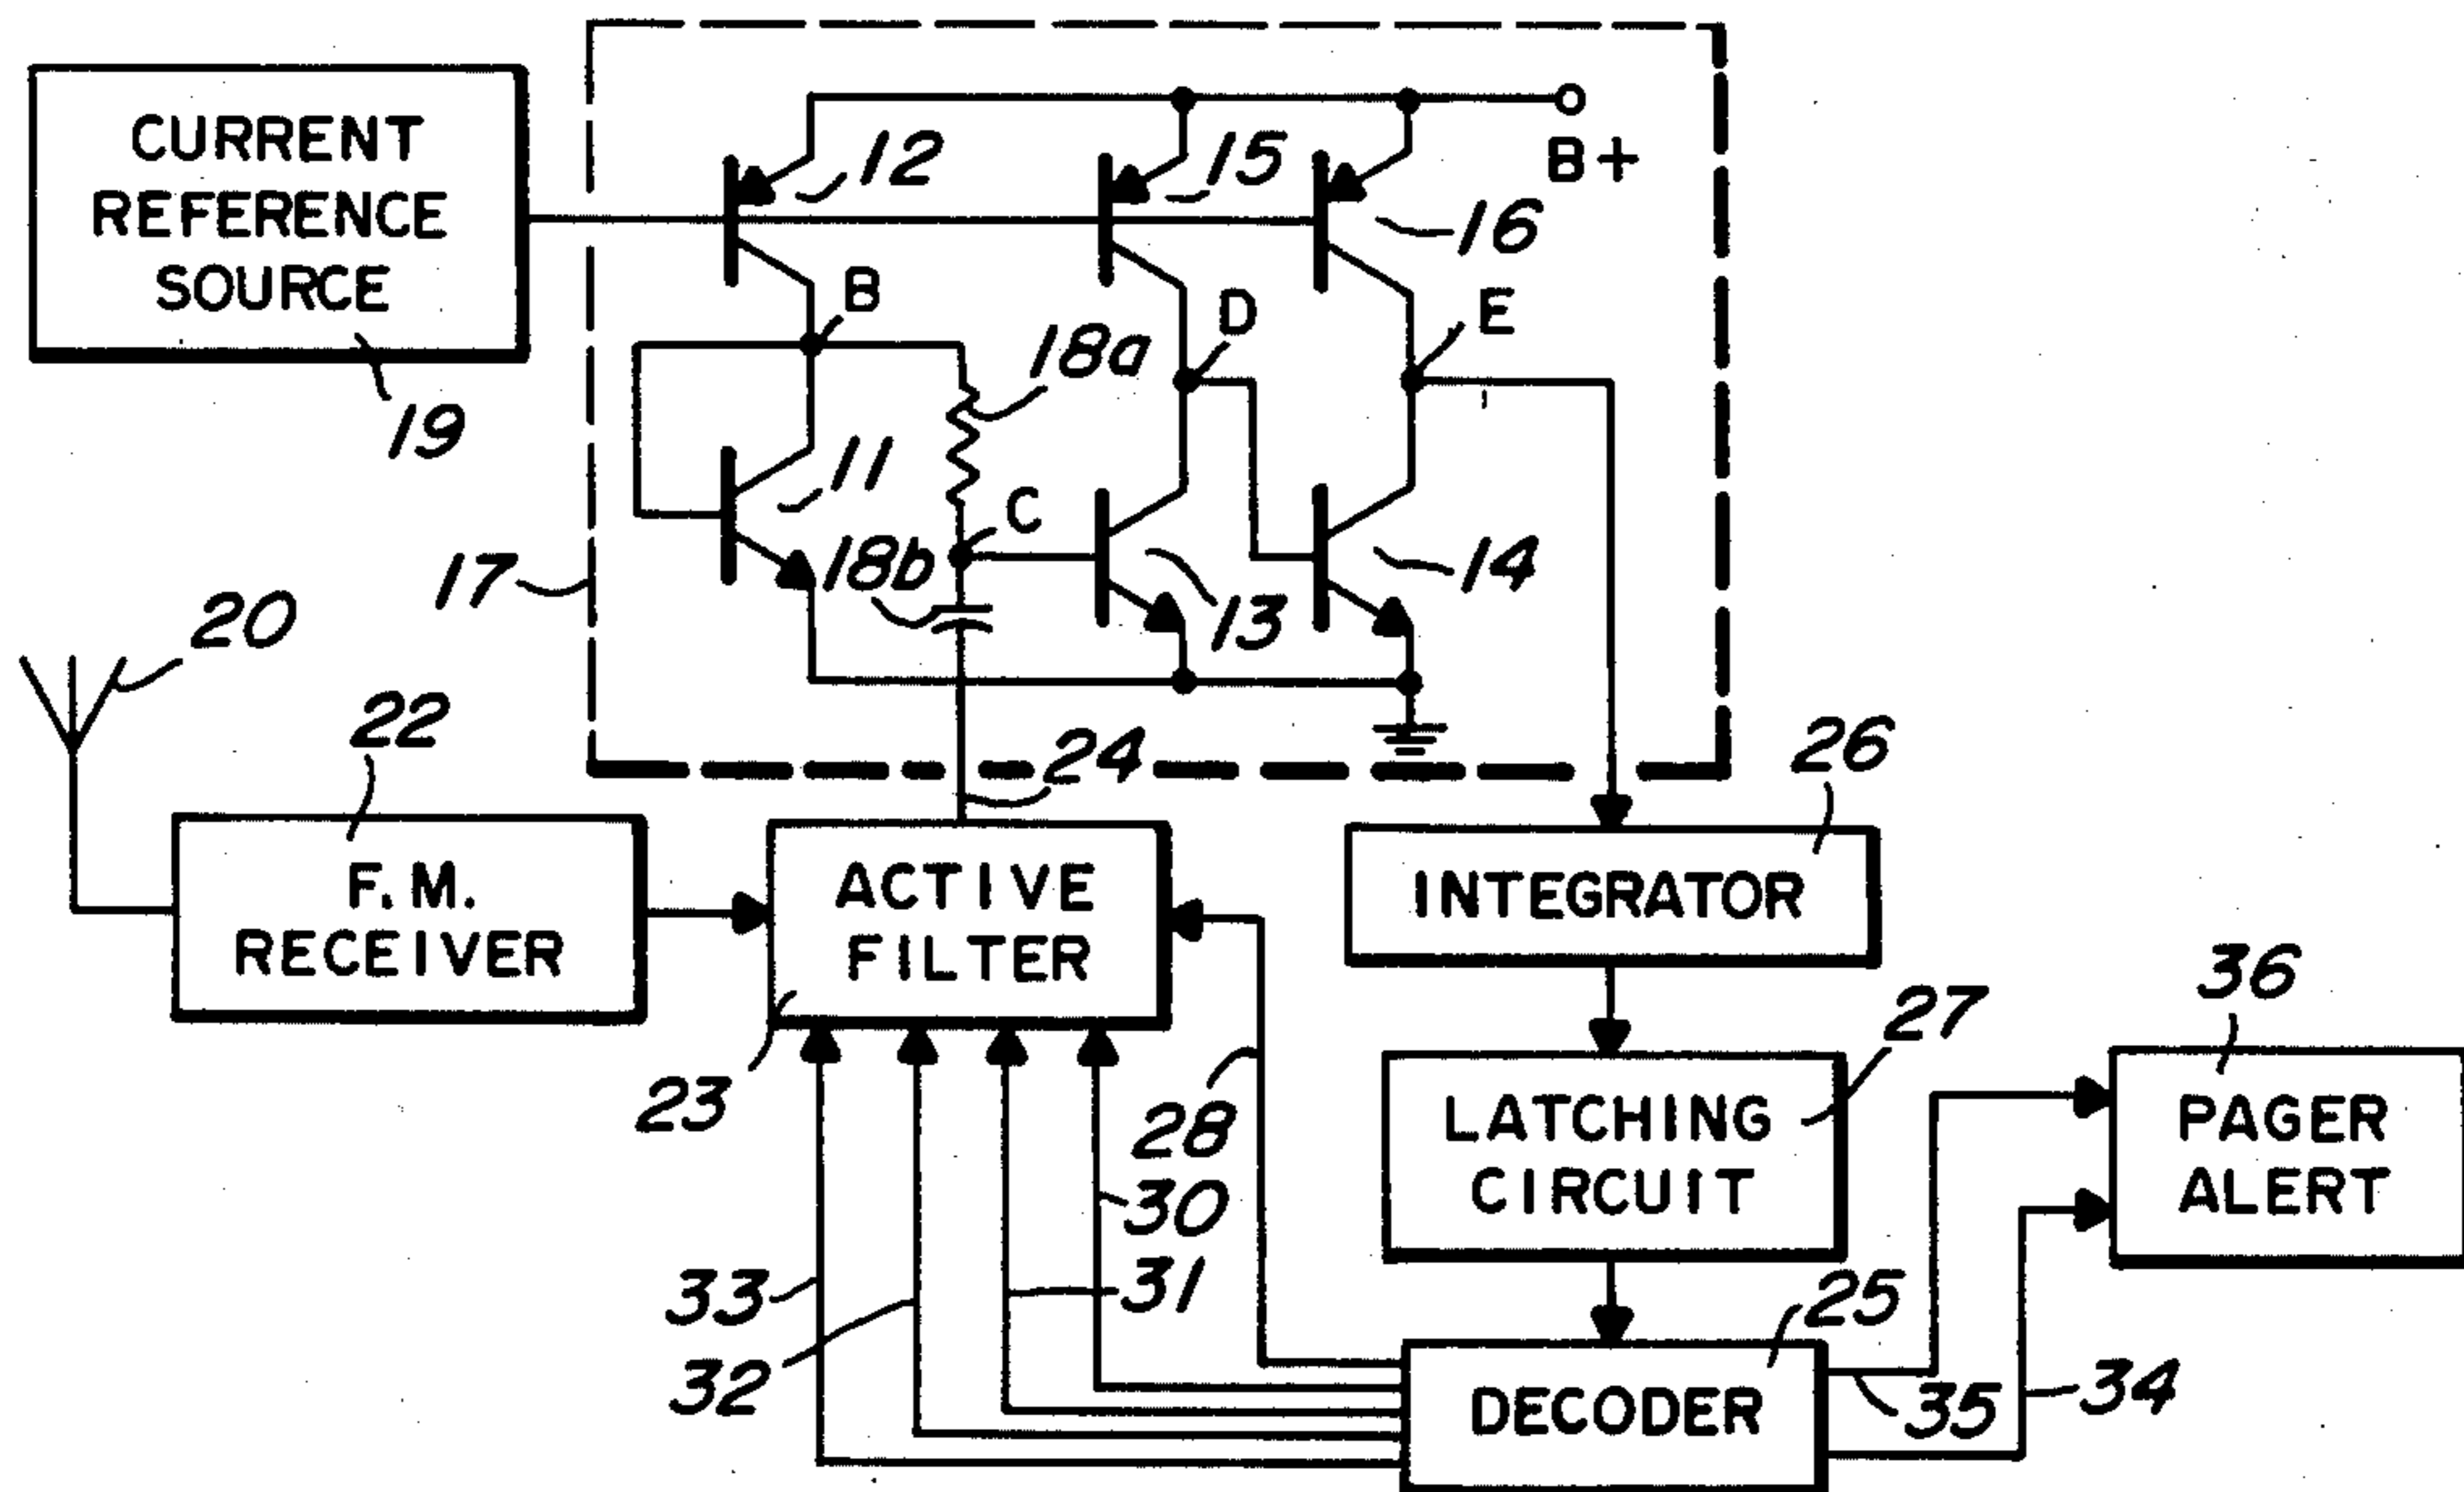 CURRENT
REFERENCE
SOURCE
19
12
15
B+
16
B
18a
D
E
11
C
18b
13
14
17
20
22
24
26
F.M.
RECEIVER
ACTIVE
FILTER
INTEGRATOR
23
28
27
36
LATCHING
CIRCUIT
PAGER
ALERT
30
31
33
32
25
DECODER
35
34